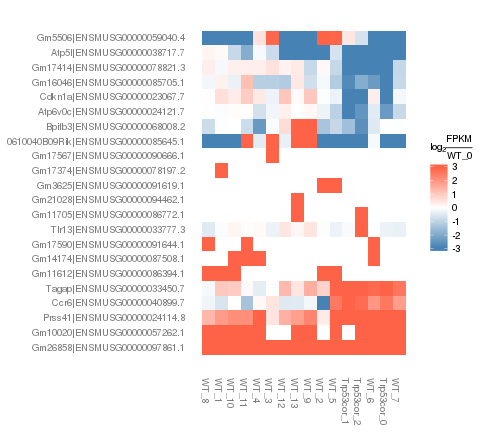 Gm5506|ENSMUSG00000059040.4
Atp5l|ENSMUSG00000038717.7
Gm17414|ENSMUSG00000078821.3
Gm16046|ENSMUSG00000085705.1
Cdkn1a|ENSMUSG00000023067.7
Atp6v0c|ENSMUSG00000024121.7
Bpifb3|ENSMUSG00000068008.2
0610040B09Rik|ENSMUSG00000085645.1
Gm17567|ENSMUSG00000090666.1
Gm17374|ENSMUSG00000078197.2
Gm3625|ENSMUSG00000091619.1
Gm21028|ENSMUSG00000094462.1
Gm11705|ENSMUSG00000086772.1
Tlr13|ENSMUSG00000033777.3
Gm17590|ENSMUSG00000091644.1
Gm14174|ENSMUSG00000087508.1
Gm11612|ENSMUSG00000086394.1
Tagap|ENSMUSG00000033450.7
Ccr6|ENSMUSG00000040899.7
Prss41|ENSMUSG00000024114.8
Gm10020|ENSMUSG00000057262.1
Gm26858|ENSMUSG00000097861.1
WT_8
WT_1
WT_10
WT_11
WT_4
WT_3
WT_12
WT_13
WT_9
WT_2
WT_5
Trp53cor_1
Trp53cor_2
WT_6
Trp53cor_0
WT_7
log2 FPKM
WT_0
3
2
1
0
-1
-2
-3